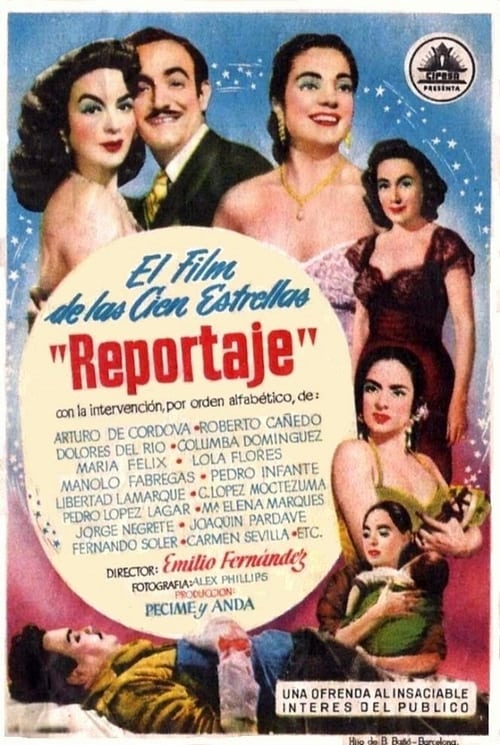 CIFESA
PRESENTA
El Film
de las Cien Estrellas
"Reportaje"
con la intervención, por orden alfabético, de:
ARTURO DE CORDOVA • ROBERTO CAÑEDO
DOLORES DEL RIO • COLUMBA DOMINGUEZ
MARIA FELIX • LOLA FLORES
MANOLO FABREGAS • PEDRO INFANTE
LIBERTAD LAMARQUE • C. LOPEZ MOCTEZUMA
PEDRO LOPEZ LAGAR • Mª ELENA MARQUES
JORGE NEGRETE • JOAQUIN PARDAVE
FERNANDO SOLER • CARMEN SEVILLA • ETC.
DIRECTOR: Emilio Fernández
FOTOGRAFIA: ALEX PHILLIPS
PRODUCCION:
PECIME y ANDA
UNA OFRENDA AL INSACIABLE
INTERES DEL PUBLICO
Hijo de B. Bañó - Barcelona.